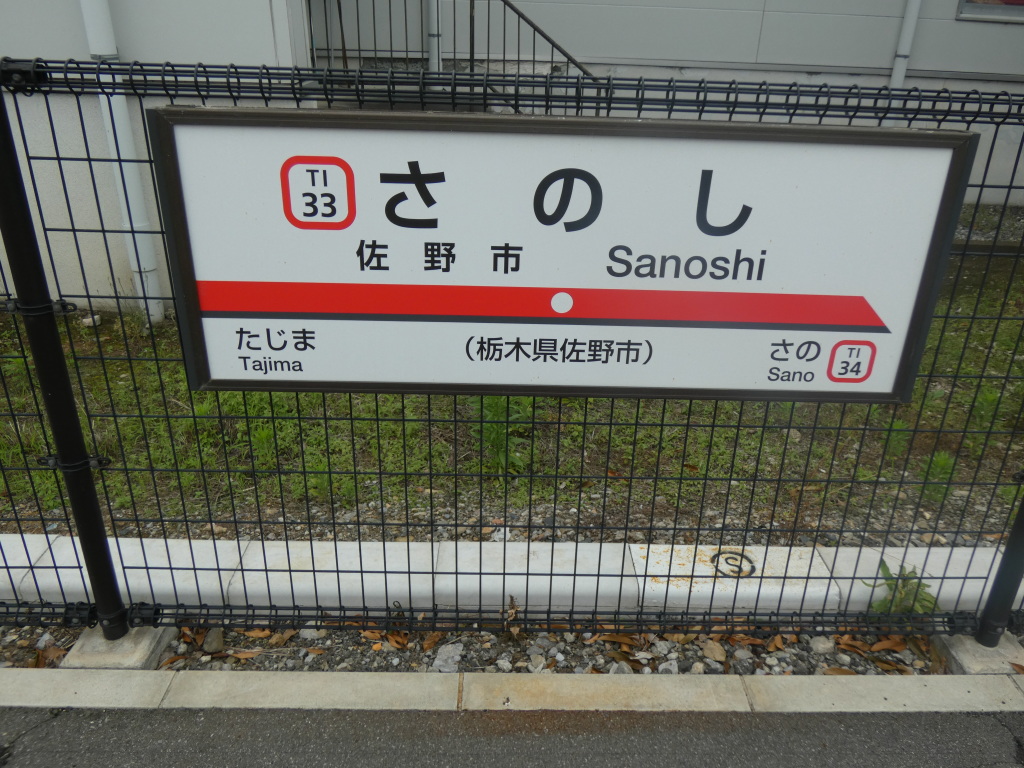 TI
33
さのし
佐野市 Sanoshi
たじま
Tajima
(栃木県佐野市)
さの
Sano
TI
34